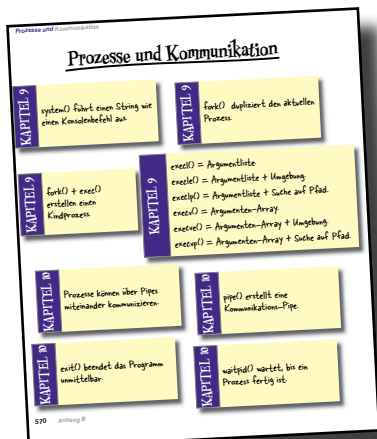 Prozesse und Kommunikation
Prozesse und Kommunikation
KAPITEL 9
system() führt einen String wie
einen Konsolenbefehl aus.
KAPITEL 9
fork() dupliziert den aktuellen
Prozess.
KAPITEL 9
fork() + exec()
erstellen einen
Kindprozess.
KAPITEL 9
execl() = Argumentliste
execle() = Argumentliste + Umgebung.
execlp() = Argumentliste + Suche auf Pfad.
execv() = Argumenten-Array.
execve() = Argumenten-Array + Umgebung.
execvp() = Argumenten-Array + Suche auf Pfad.
KAPITEL 10
Prozesse können über Pipes
miteinander kommunizieren.
KAPITEL 10
pipe() erstellt eine
Kommunikations-Pipe.
KAPITEL 10
exit() beendet das Programm
unmittelbar.
KAPITEL 10
waitpid() wartet, bis ein
Prozess fertig ist.
570 Anhang B